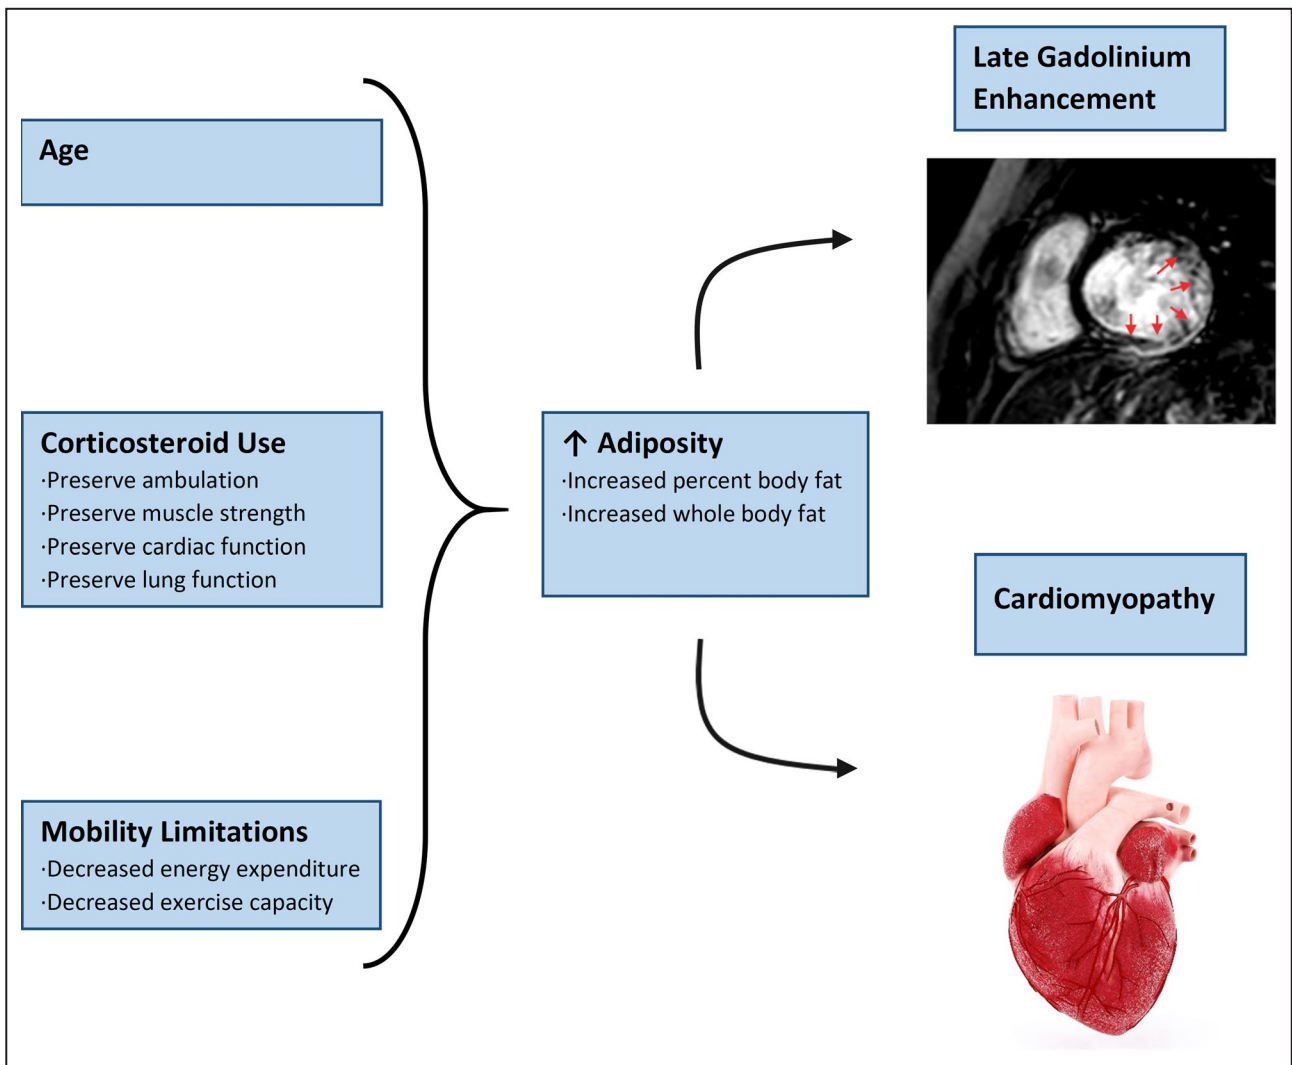 Age
Corticosteroid Use
·Preserve ambulation
·Preserve muscle strength
·Preserve cardiac function
·Preserve lung function
Mobility Limitations
·Decreased energy expenditure
·Decreased exercise capacity
↑ Adiposity
·Increased percent body fat
·Increased whole body fat
Late Gadolinium
Enhancement
Cardiomyopathy